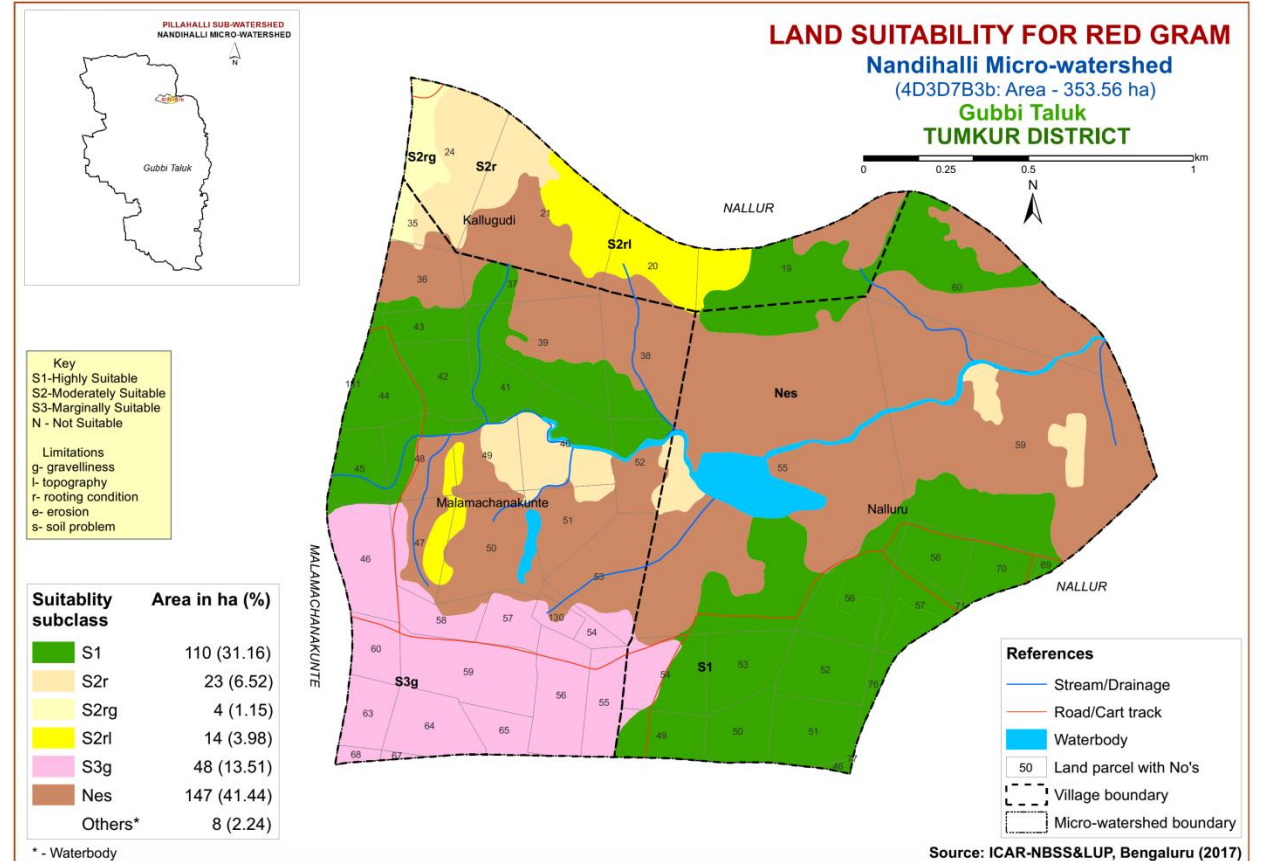 PILLAHALLI SUB-WATERSHED
NANDIHALLI MICRO-WATERSHED
N
Gubbi Taluk
LAND SUITABILITY FOR RED GRAM
Nandihalli Micro-watershed
(4D3D7B3b: Area - 353.56 ha)
Gubbi Taluk
TUMKUR DISTRICT
km
0 0.25 0.5 1
N
Key
S1-Highly Suitable
S2-Moderately Suitable
S3-Marginally Suitable
N - Not Suitable
Limitations
g- gravelliness
l- topography
r- rooting condition
e- erosion
s- soil problem
Suitablity subclass Area in ha (%)
S1 110 (31.16)
S2r 23 (6.52)
S2rg 4 (1.15)
S2rl 14 (3.98)
S3g 48 (13.51)
Nes 147 (41.44)
Others* 8 (2.24)
* - Waterbody
24
S2rg
S2r
35
Kallugudi
21
NALLUR
S2rl
20
19
60
36
37
43
39
38
42
41
44
Nes
40
49
52
45
48
55
59
Malamachanakunte
Nalluru
51
46
47
50
53
58
70
69
NALLUR
MALAMACHANAKUNTE
56
57
71
58
57
130
54
60
59
S3g
54
S1
53
52
76
56
55
63
64
65
49
50
51
68
67
46
77
References
Stream/Drainage
Road/Cart track
Waterbody
50 Land parcel with No's
Village boundary
Micro-watershed boundary
Source: ICAR-NBSS&LUP, Bengaluru (2017)